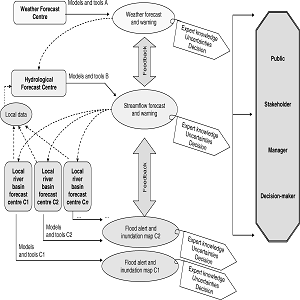 Weather Forecast
Centre
Models and tools A
Weather forecast
and warning
Expert knowledge
Uncertainties
Decision
Public
Feedback
Hydrological
Forecast Centre
Models and tools B
Streamflow forecast
and warning
Expert knowledge
Uncertainties
Decision
Stakeholder
Local data
Manager
Local
river
basin
forecast
centre C1
Local
river
basin
forecast
centre C2
Local
river
basin
forecast
centre Cn
Feedback
Decision-maker
...
Models
and tools C2
Flood alert and
inundation map C2
Expert knowledge
Uncertainties
Decision
Models
and tools C1
Flood alert and
inundation map C1
Expert knowledge
Uncertainties
Decision